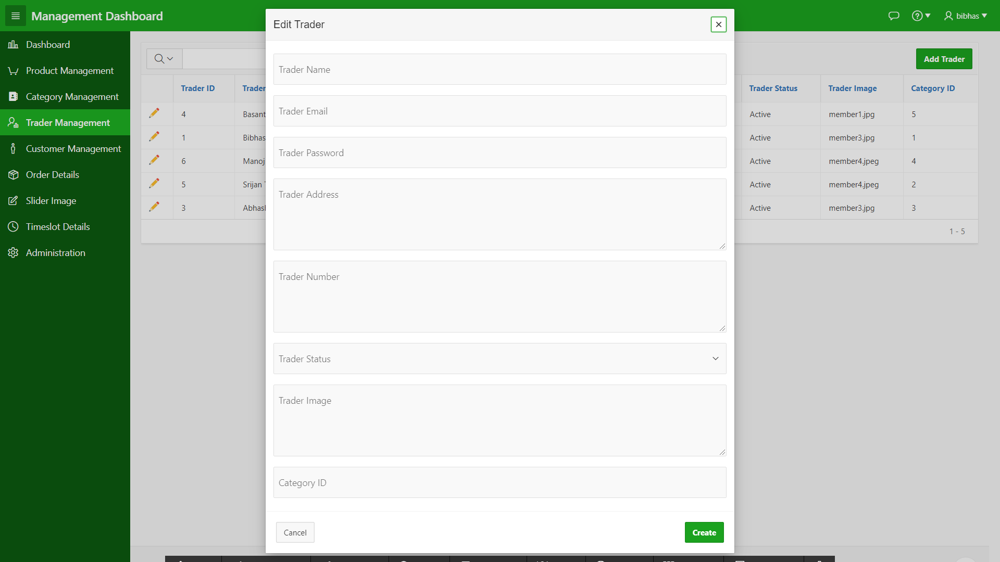 Management Dashboard
bibhas
Dashboard
Product Management
Category Management
Trader Management
Customer Management
Order Details
Slider Image
Timeslot Details
Administration
Edit Trader
Trader Name
Trader Email
Trader Password
Trader Address
Trader Number
Trader Status
Trader Image
Category ID
Cancel
Create
Add Trader
Trader ID Trader Trader Status Trader Image Category ID
4 Basant Active member1.jpg 5
1 Bibhas Active member3.jpg 1
6 Manoj Active member4.jpeg 4
5 Srijan Active member4.jpeg 2
3 Active member3.jpg 3
1 - 5